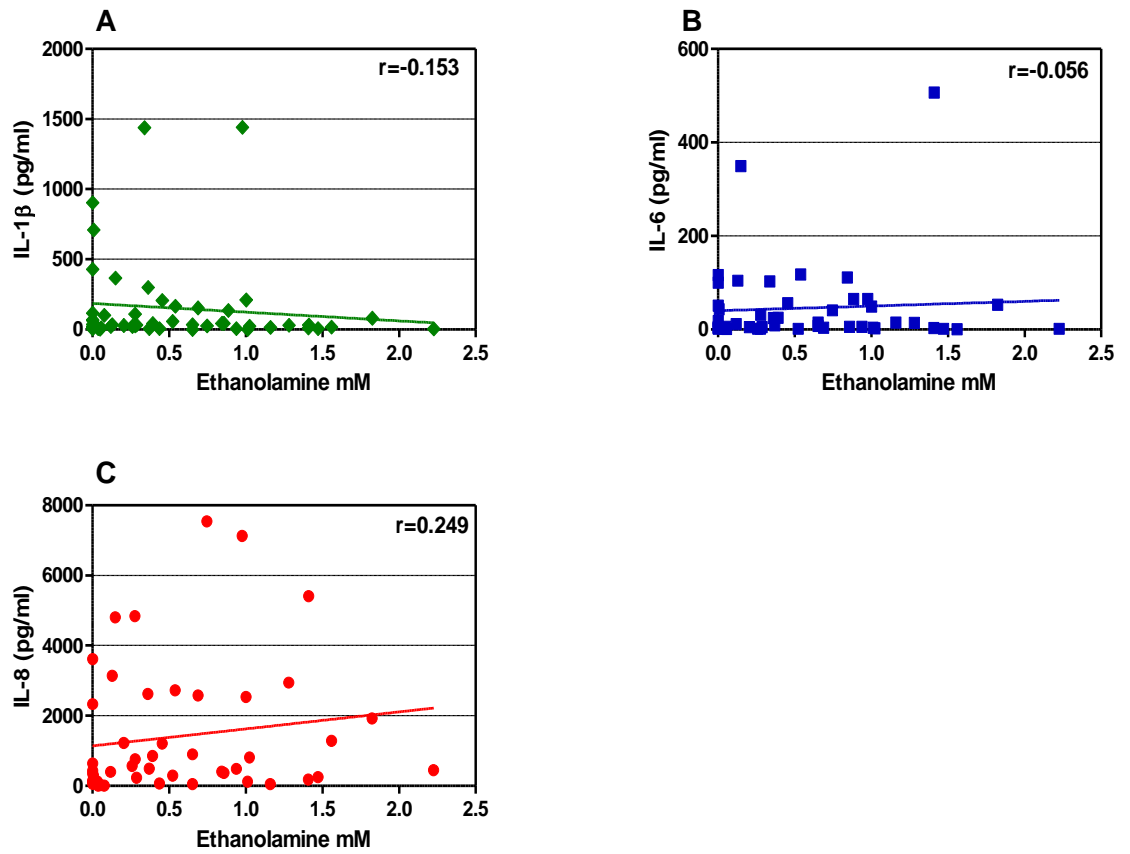 A
r=-0.153
2000
1500
1000
500
0
IL-1β (pg/ml)
0.0 0.5 1.0 1.5 2.0 2.5
Ethanolamine mM
B
r=-0.056
600
400
200
0
IL-6 (pg/ml)
0.0 0.5 1.0 1.5 2.0 2.5
Ethanolamine mM
C
r=0.249
8000
6000
4000
2000
0
IL-8 (pg/ml)
0.0 0.5 1.0 1.5 2.0 2.5
Ethanolamine mM